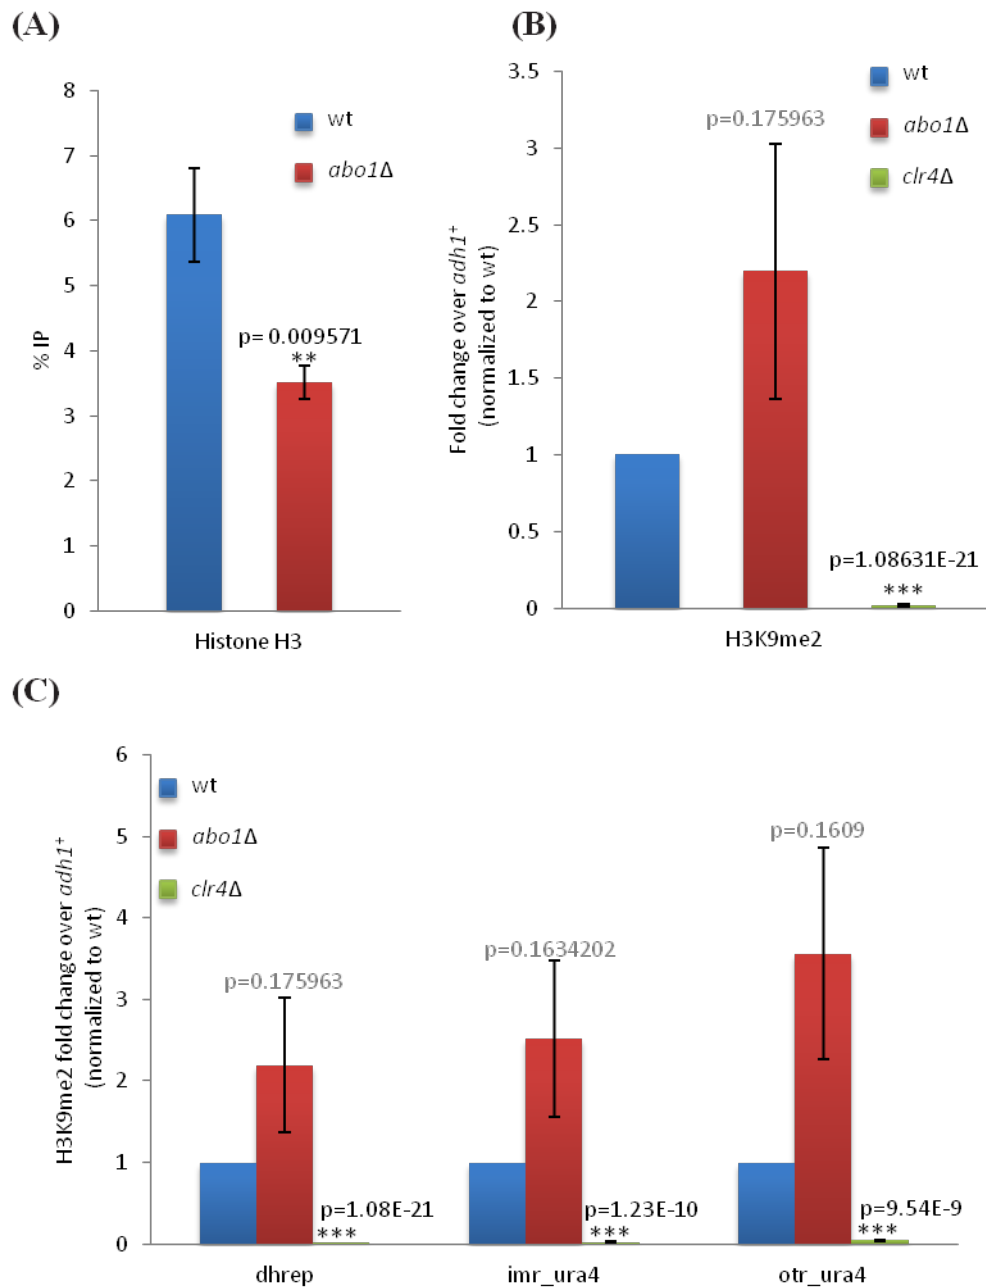 (A)
8
7
6
5
4
3
2
1
0
% IP
wt
abo1Δ
p= 0.009571
**
Histone H3
(B)
3.5
3
2.5
2
1.5
1
0.5
0
Fold change over adh1⁺
(normalized to wt)
wt
abo1Δ
clr4Δ
p=0.175963
p=1.08631E-21
***
H3K9me2
(C)
6
5
4
3
2
1
0
H3K9me2 fold change over adh1⁺
(normalized to wt)
wt
abo1Δ
clr4Δ
p=0.175963
p=1.08E-21
***
p=0.1634202
p=1.23E-10
***
p=0.1609
p=9.54E-9
***
dhrep
imr_ura4
otr_ura4